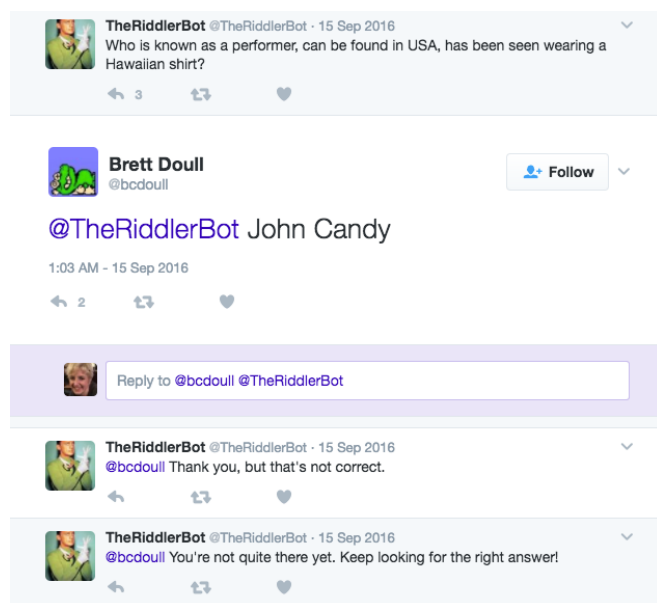 TheRiddlerBot @TheRiddlerBot · 15 Sep 2016
Who is known as a performer, can be found in USA, has been seen wearing a
Hawaiian shirt?
3
Brett Doull
@bcdoull
Follow
@TheRiddlerBot John Candy
1:03 AM - 15 Sep 2016
2
Reply to @bcdoull @TheRiddlerBot
TheRiddlerBot @TheRiddlerBot · 15 Sep 2016
@bcdoull Thank you, but that's not correct.
TheRiddlerBot @TheRiddlerBot · 15 Sep 2016
@bcdoull You're not quite there yet. Keep looking for the right answer!